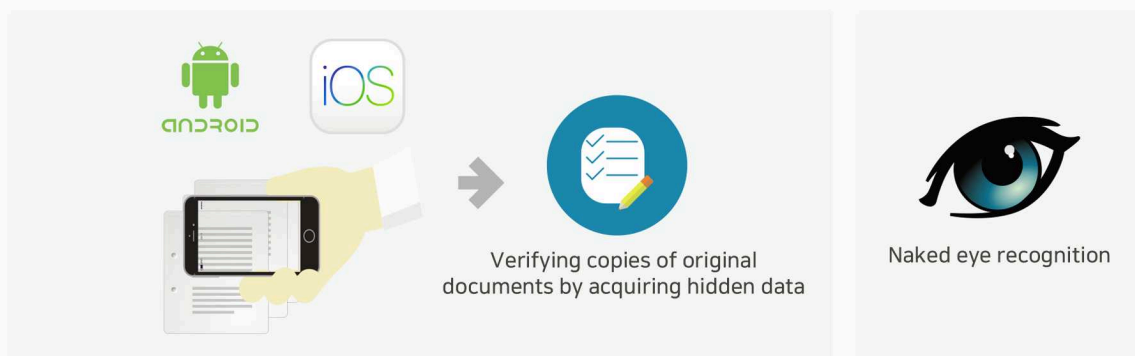 ANDROID
iOS
Verifying copies of original
documents by acquiring hidden data
Naked eye recognition